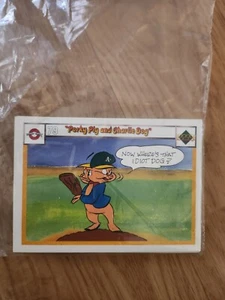 "Porky Pig and Charlie Dog"
NOW WHERE'S THAT
IDIOT DOG?
A's